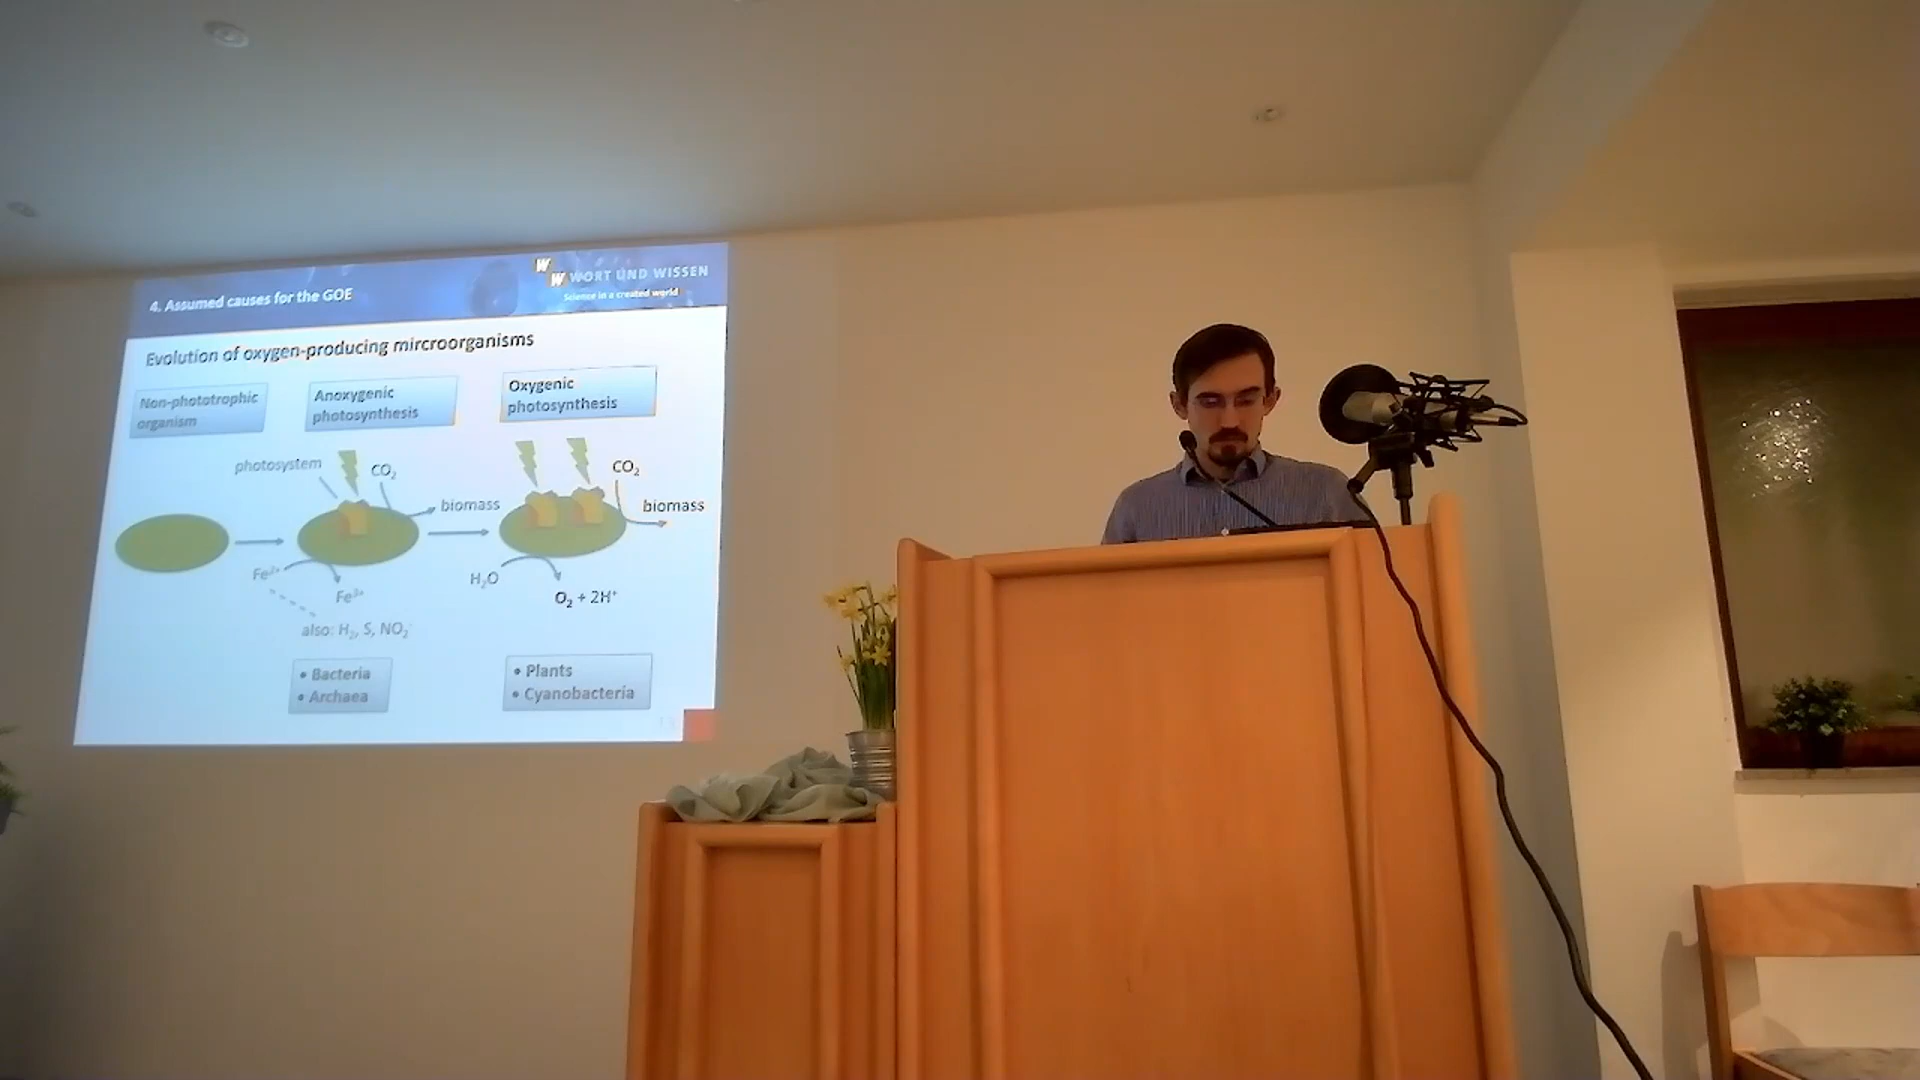 4. Assumed causes for the GOE
W
W WORT UND WISSEN
Science in a created world
Evolution of oxygen-producing mircroorganisms
Non-phototrophic
organism
Anoxygenic
photosynthesis
Oxygenic
photosynthesis
photosystem
CO₂
biomass
CO₂
biomass
Fe²⁺
Fe³⁺
also: H₂, S, NO₂⁻
H₂O
O₂ + 2H⁺
• Bacteria
• Archaea
• Plants
• Cyanobacteria